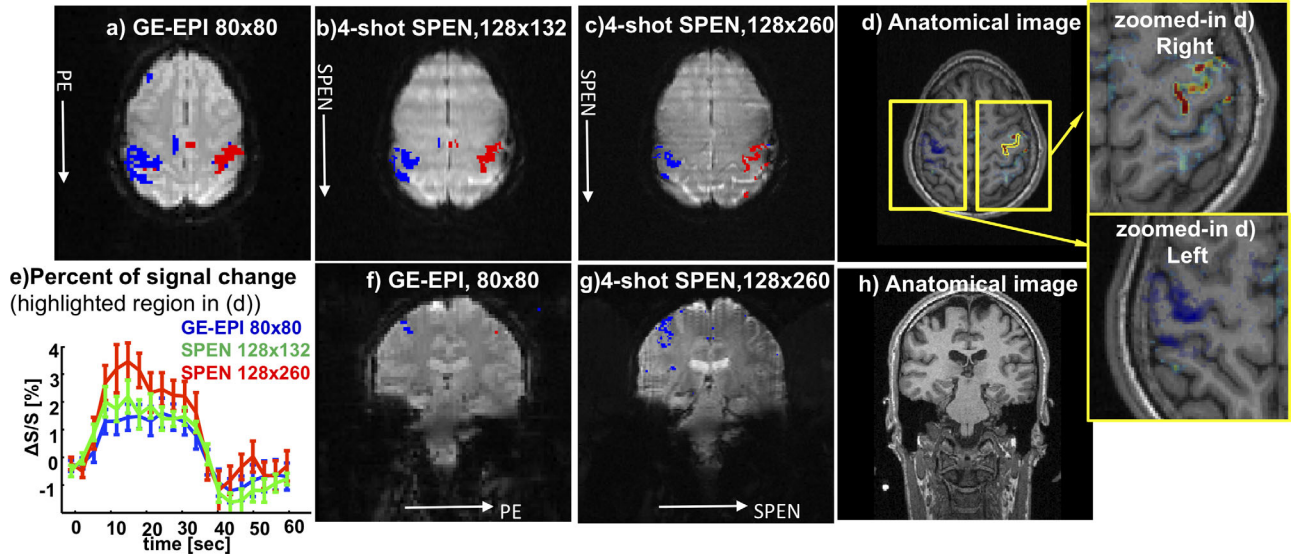 a) GE-EPI 80x80
PE
b)4-shot SPEN,128x132
SPEN
c)4-shot SPEN,128x260
SPEN
d) Anatomical image
zoomed-in d)
Right
zoomed-in d)
Left
e)Percent of signal change
(highlighted region in (d))
GE-EPI 80x80
SPEN 128x132
SPEN 128x260
ΔS/S [%]
4
3
2
1
0
-1
0 10 20 30 40 50 60
time [sec]
f) GE-EPI, 80x80
PE
g)4-shot SPEN,128x260
SPEN
h) Anatomical image